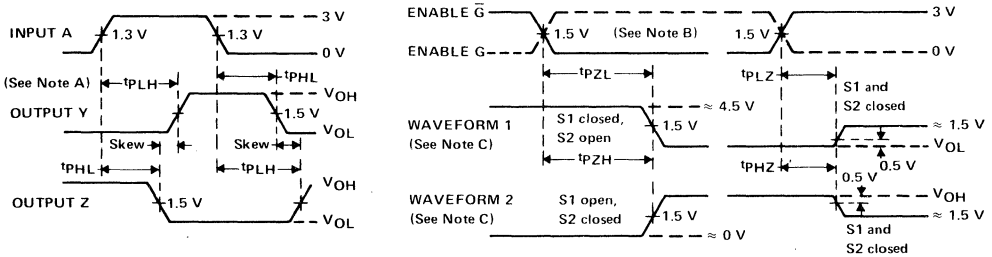 INPUT A
1.3 V
1.3 V
3 V
0 V
(See Note A)
tPLH
tPHL
OUTPUT Y
VOH
1.5 V
VOL
Skew
Skew
tPHL
tPLH
OUTPUT Z
1.5 V
VOH
VOL
ENABLE G̅
ENABLE G
1.5 V
(See Note B)
1.5 V
3 V
0 V
tPZL
tPLZ
S1 and
S2 closed
≈ 4.5 V
WAVEFORM 1
(See Note C)
S1 closed,
S2 open
1.5 V
≈ 1.5 V
VOL
0.5 V
tPZH
tPHZ
0.5 V
WAVEFORM 2
(See Note C)
S1 open,
S2 closed
1.5 V
≈ 0 V
VOH
≈ 1.5 V
S1 and
S2 closed